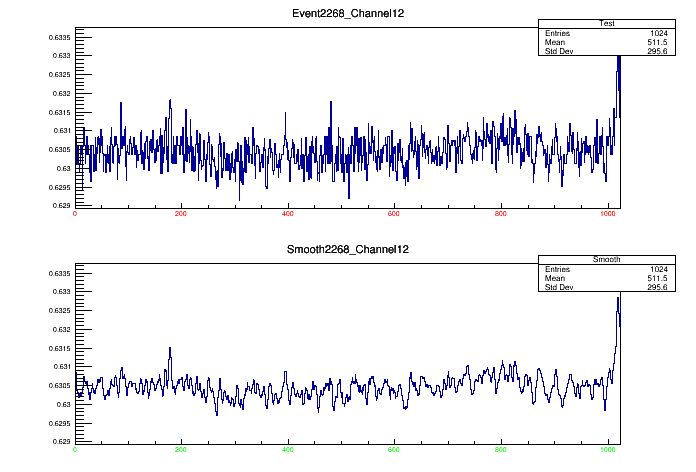 Event2268_Channel12
Test
Entries 1024
Mean 511.5
Std Dev 295.6
0.6335
0.633
0.6325
0.632
0.6315
0.631
0.6305
0.63
0.6295
0.629
0 200 400 600 800 1000
Smooth2268_Channel12
Smooth
Entries 1024
Mean 511.5
Std Dev 295.6
0.6335
0.633
0.6325
0.632
0.6315
0.631
0.6305
0.63
0.6295
0.629
0 200 400 600 800 1000